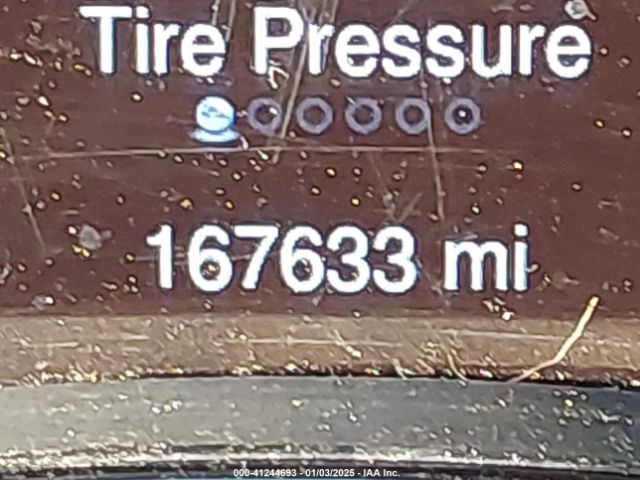 Tire Pressure
167633 mi
000-41244693 - 01/03/2025 - IAA Inc.